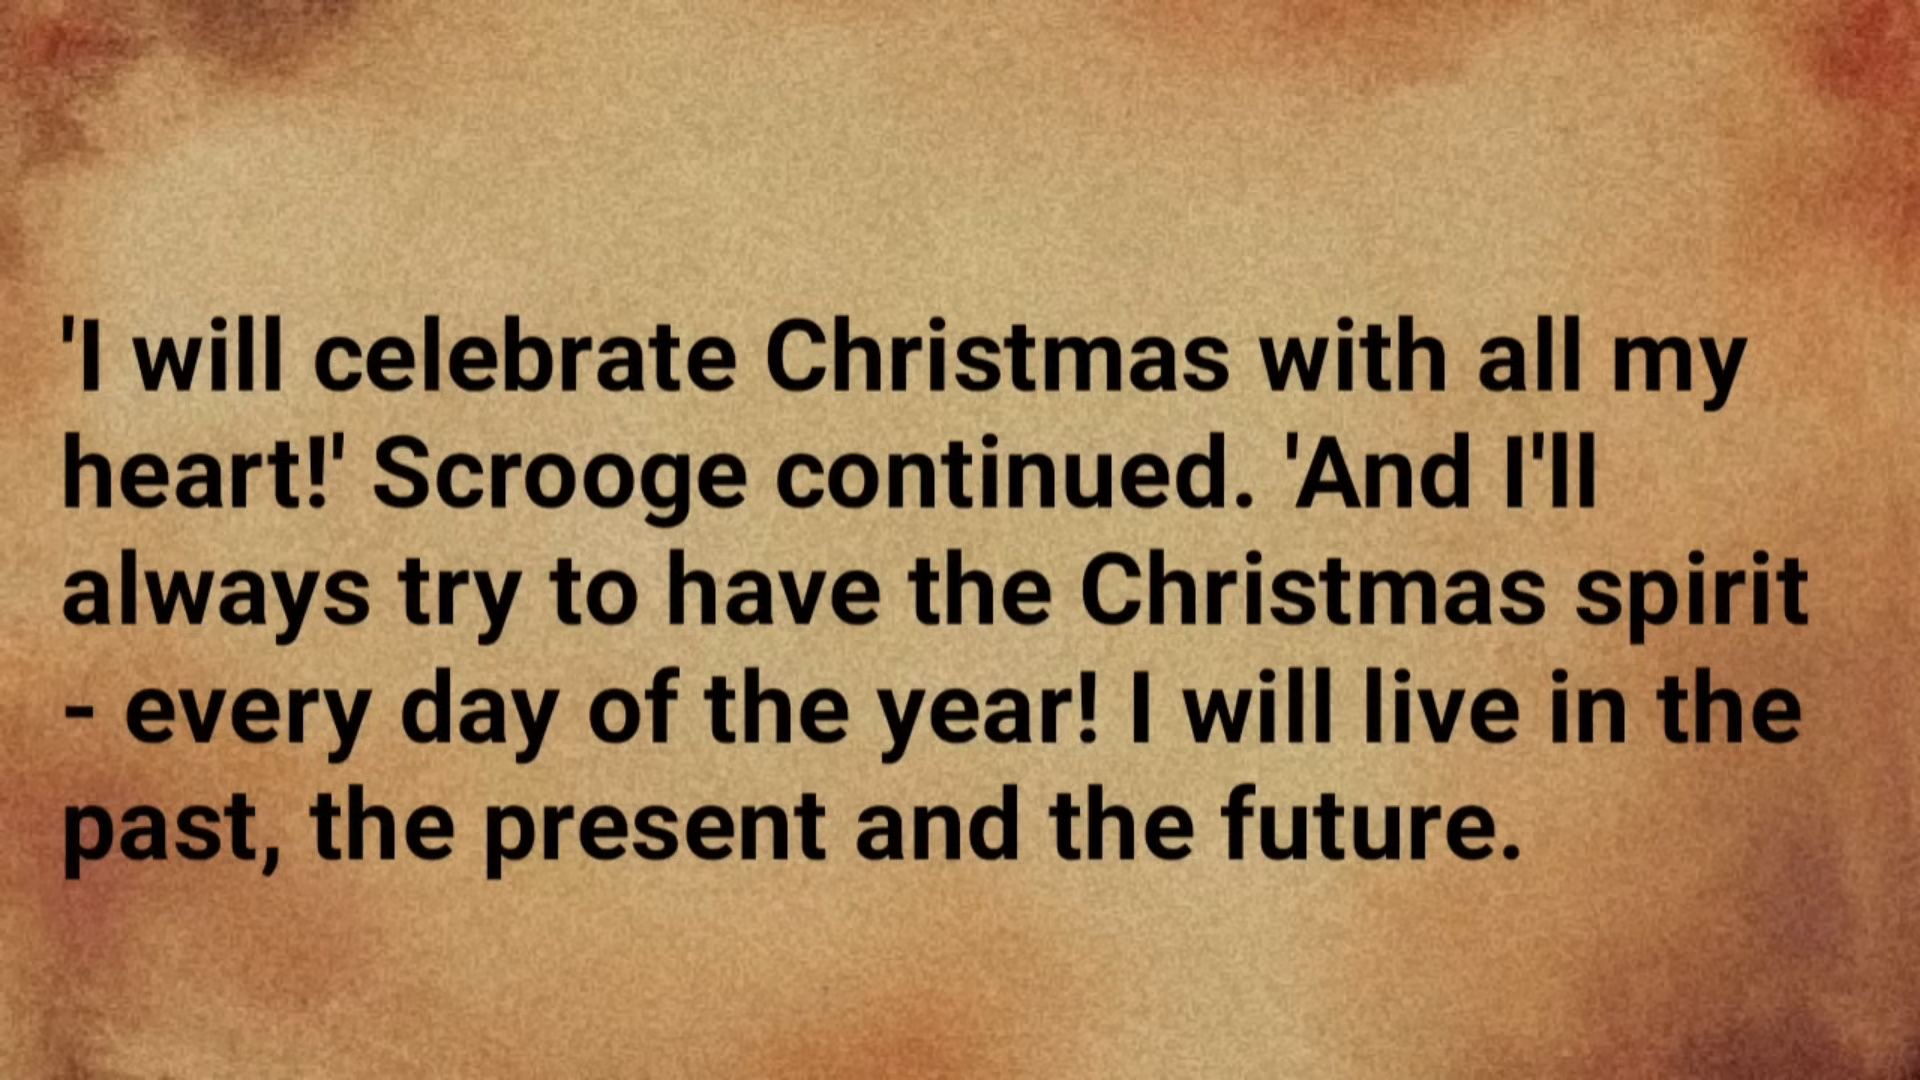 'I will celebrate Christmas with all my
heart!' Scrooge continued. 'And I'll
always try to have the Christmas spirit
- every day of the year! I will live in the
past, the present and the future.